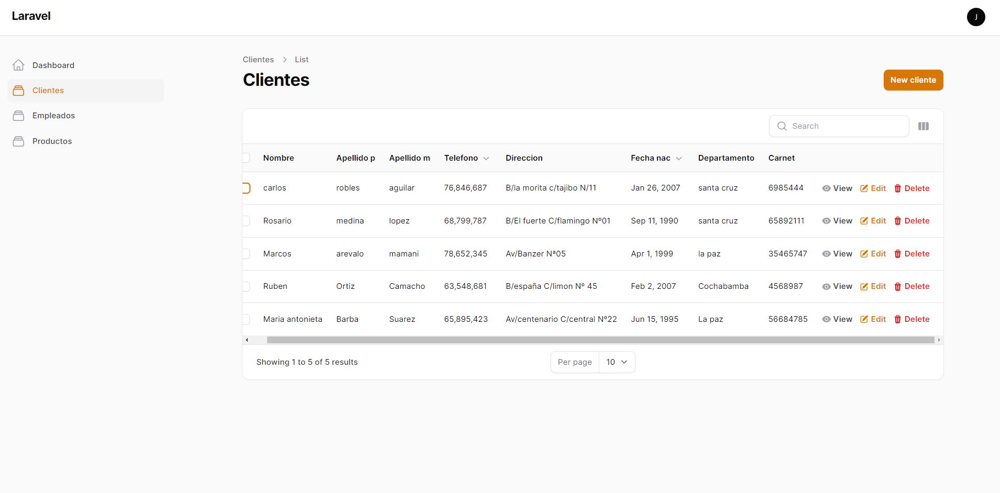 Laravel
J
Dashboard
Clientes
Empleados
Productos
Clientes > List
Clientes
New cliente
Search
Nombre Apellido p Apellido m Telefono Direccion Fecha nac Departamento Carnet
carlos robles aguilar 76,846,687 B/la morita c/tajibo N/11 Jan 26, 2007 santa cruz 6985444 View Edit Delete
Rosario medina lopez 68,799,787 B/El fuerte C/flamingo Nº01 Sep 11, 1990 santa cruz 65892111 View Edit Delete
Marcos arevalo mamani 78,652,345 Av/Banzer Nª05 Apr 1, 1999 la paz 35465747 View Edit Delete
Ruben Ortiz Camacho 63,548,681 B/españa C/limon Nº 45 Feb 2, 2007 Cochabamba 4568987 View Edit Delete
Maria antonieta Barba Suarez 65,895,423 Av/centenario C/central Nº22 Jun 15, 1995 La paz 56684785 View Edit Delete
Showing 1 to 5 of 5 results
Per page 10